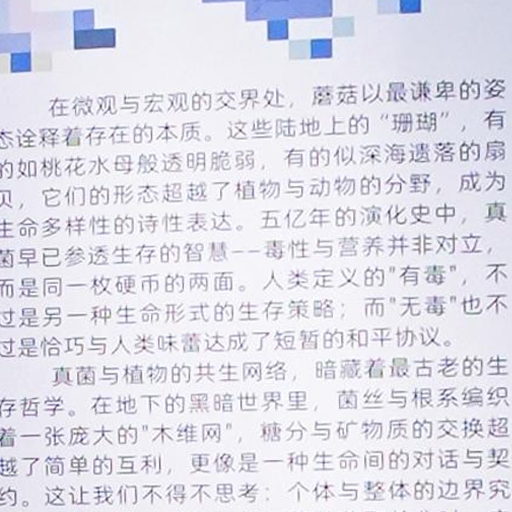 在微观与宏观的交界处，蘑菇以最谦卑的姿
态诠释着存在的本质。这些陆地上的“珊瑚”，有
的如桃花水母般透明脆弱，有的似深海遗落的扇
贝，它们的形态超越了植物与动物的分野，成为
生命多样性的诗性表达。五亿年的演化史中，真
菌早已参透生存的智慧--毒性与营养并非对立，
而是同一枚硬币的两面。人类定义的"有毒"，不
过是另一种生命形式的生存策略；而"无毒"也不
过是恰巧与人类味蕾达成了短暂的和平协议。
真菌与植物的共生网络，暗藏着最古老的生
存哲学。在地下的黑暗世界里，菌丝与根系编织
着一张庞大的"木维网"，糖分与矿物质的交换超
越了简单的互利，更像是一种生命间的对话与契
约。这让我们不得不思考：个体与整体的边界究